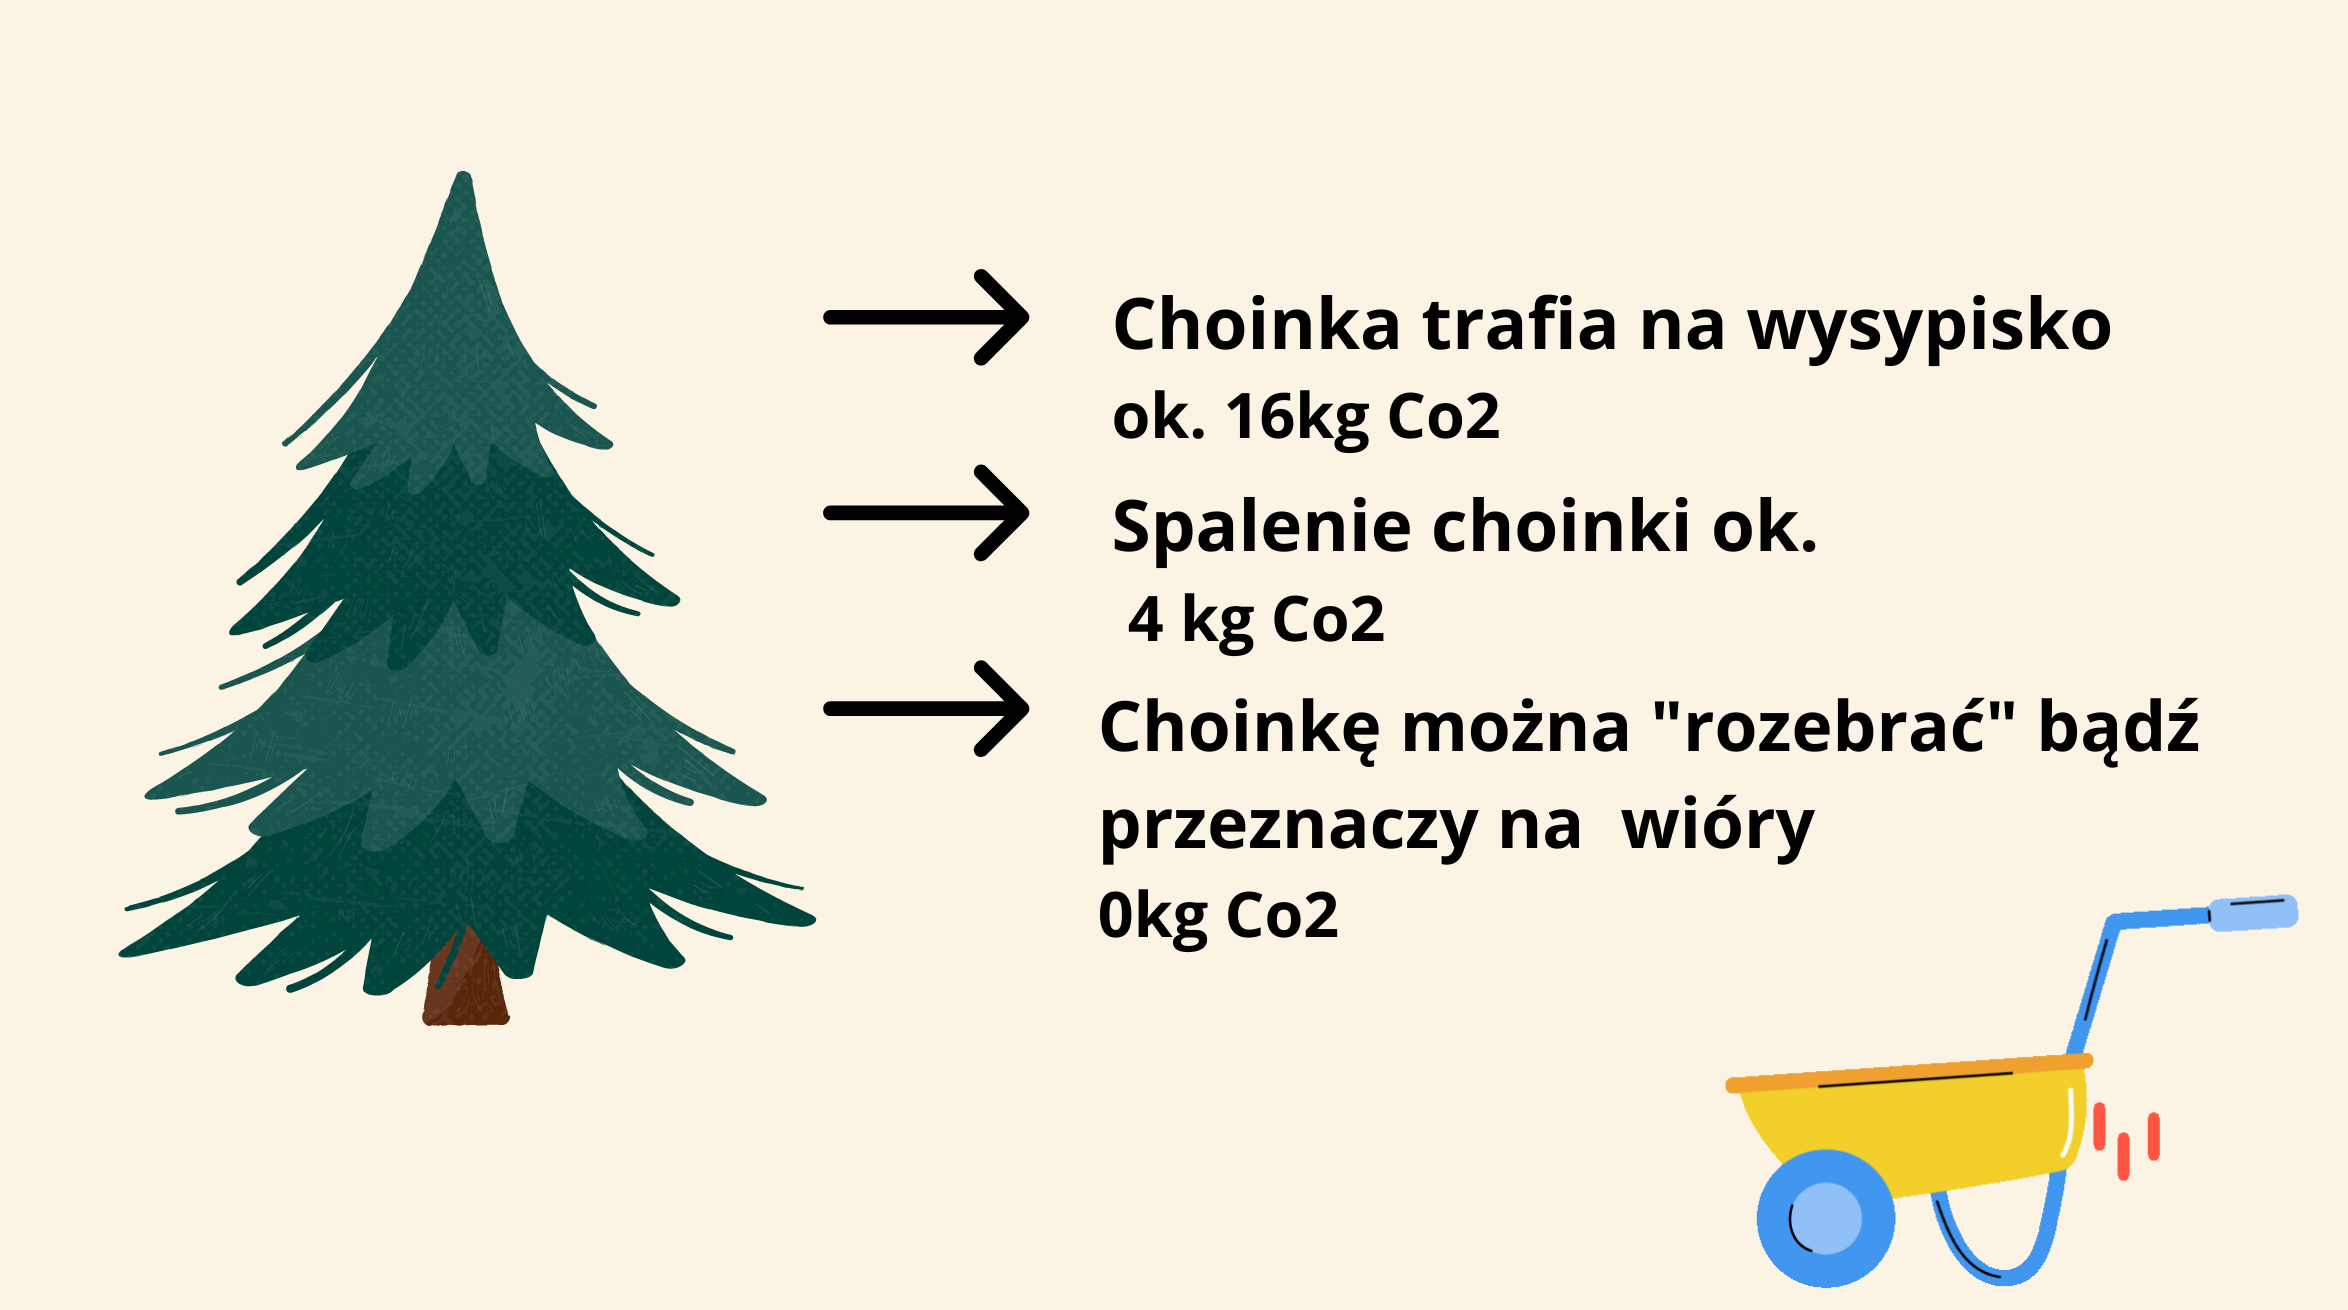 Choinka trafia na wysypisko
ok. 16kg Co2
Spalenie choinki ok.
4 kg Co2
Choinkę można "rozebrać" bądź
przeznaczy na  wióry
0kg Co2